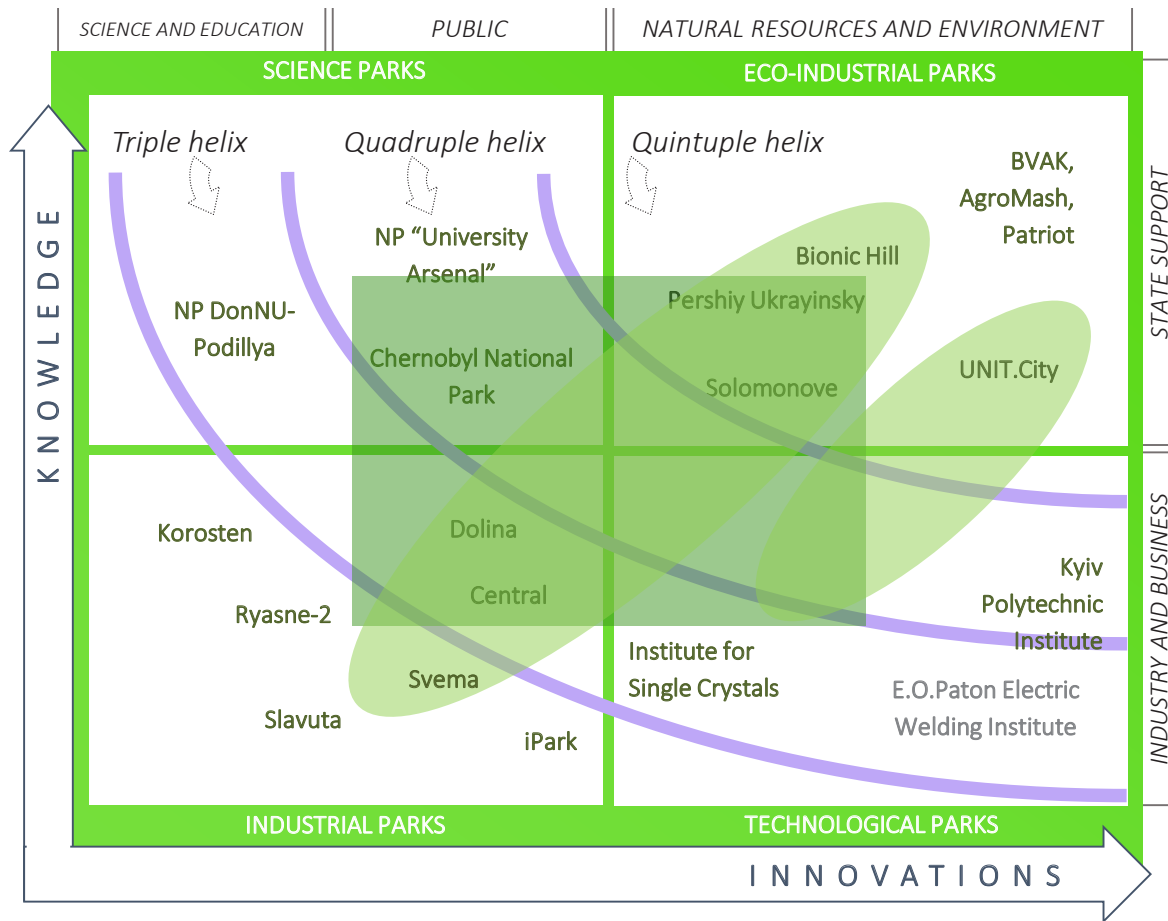 SCIENCE AND EDUCATION
PUBLIC
NATURAL RESOURCES AND ENVIRONMENT
SCIENCE PARKS
ECO-INDUSTRIAL PARKS
Triple helix
Quadruple helix
Quintuple helix
BVAK,
AgroMash,
Patriot
NP “University
Arsenal”
Bionic Hill
Pershiy Ukrayinsky
NP DonNU-
Podillya
Chernobyl National
Park
Solomonove
UNIT.City
KNOWLEDGE
STATE SUPPORT
Korosten
Dolina
Central
Ryasne-2
Kyiv
Polytechnic
Institute
Institute for
Single Crystals
Svema
E.O.Paton Electric
Welding Institute
Slavuta
iPark
INDUSTRY AND BUSINESS
INDUSTRIAL PARKS
TECHNOLOGICAL PARKS
INNOVATIONS